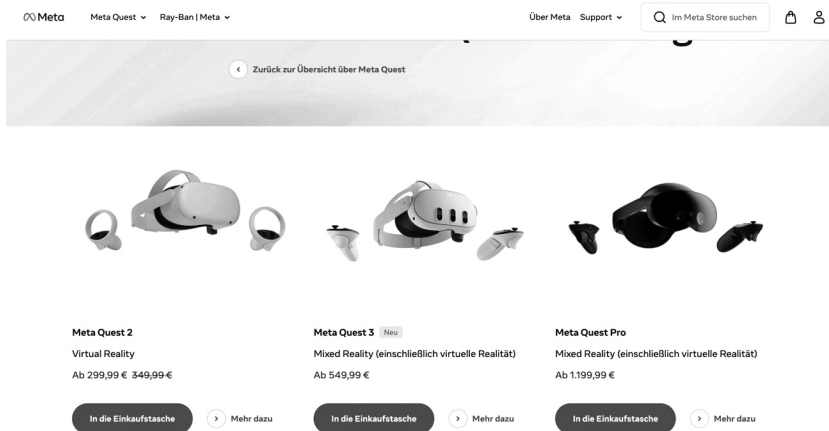 Meta
Meta Quest
Ray-Ban | Meta
Über Meta
Support
Im Meta Store suchen
Zurück zur Übersicht über Meta Quest
Meta Quest 2
Virtual Reality
Ab 299,99 € 349,99 €
In die Einkaufstasche
Mehr dazu
Meta Quest 3 Neu
Mixed Reality (einschließlich virtuelle Realität)
Ab 549,99 €
In die Einkaufstasche
Mehr dazu
Meta Quest Pro
Mixed Reality (einschließlich virtuelle Realität)
Ab 1.199,99 €
In die Einkaufstasche
Mehr dazu